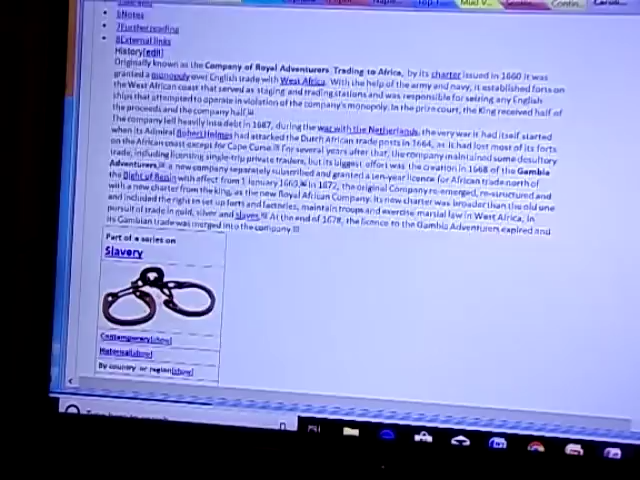 6Notes
7Further reading
8External links
History[edit]
Originally known as the Company of Royal Adventurers Trading to Africa, by its charter issued in 1660 it was
granted a monopoly over English trade with West Africa. With the help of the army and navy, it established forts on
the West African coast that served as staging and trading stations and was responsible for seizing any English
ships that attempted to operate in violation of the company's monopoly. In the prize court, the King received half of
the proceeds and the company half.
The company fell heavily into debt in 1667, during the war with the Netherlands, the very war it had itself started
when its Admiral Robert Holmes had attacked the Dutch African trade posts in 1664, as it had lost most of its forts
on the African coast except for Cape Corse. For several years after that, the company maintained some desultory
trade, including licensing single-trip private traders, but its biggest effort was the creation in 1668 of the Gambia
Adventurers, a new company separately subscribed and granted a ten-year licence for African trade north of
the Bight of Benin with effect from 1 January 1669. In 1672, the original Company re-emerged, re-structured and
with a new charter from the king, as the new Royal African Company. Its new charter was broader than the old one
and included the right to set up forts and factories, maintain troops and exercise martial law in West Africa, in
pursuit of trade in gold, silver and slaves. At the end of 1678, the licence to the Gambia Adventurers expired and
its Gambian trade was merged into the company.
Part of a series on
Slavery
Contemporary[show]
Historical[show]
By country or region[show]